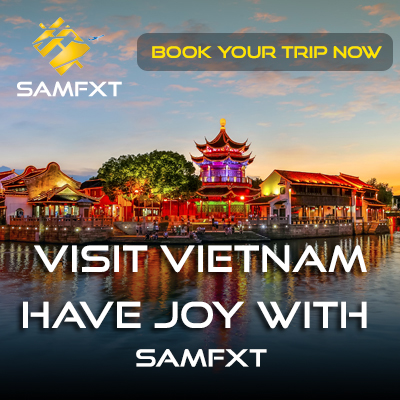 SAMFXT
BOOK YOUR TRIP NOW
VISIT VIETNAM
HAVE JOY WITH
SAMFXT